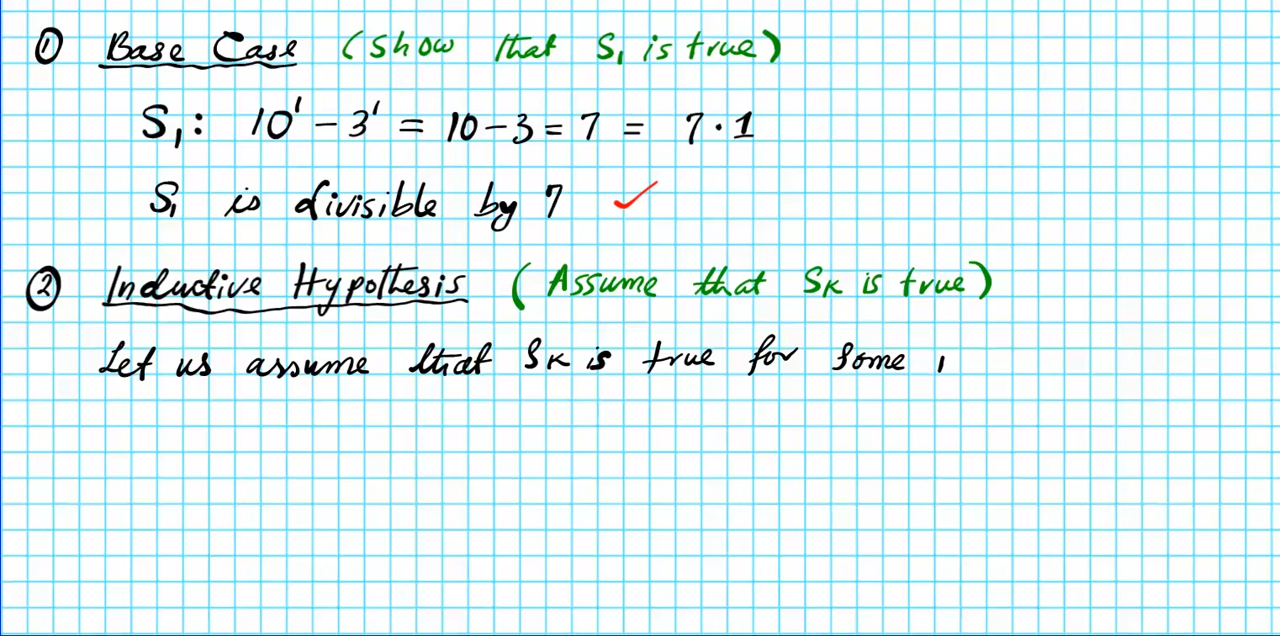 ① Base Case (Show that S₁ is true)
S₁: 10¹ - 3¹ = 10 - 3 = 7 = 7 · 1
S₁ is divisible by 7 ✓
② Inductive Hypothesis (Assume that Sₖ is true)
Let us assume that Sₖ is true for some